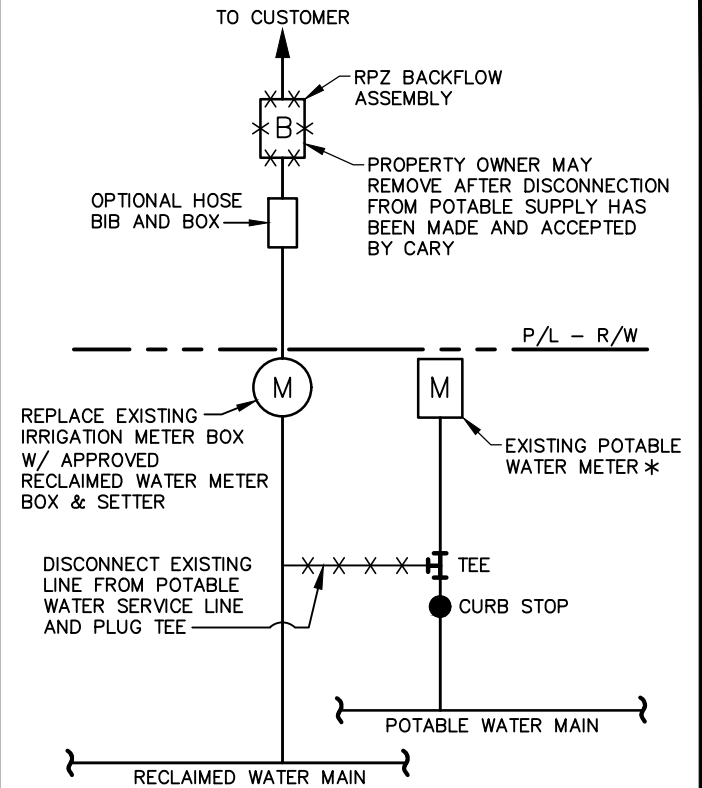 TO CUSTOMER
RPZ BACKFLOW
ASSEMBLY
B
PROPERTY OWNER MAY
REMOVE AFTER DISCONNECTION
FROM POTABLE SUPPLY HAS
BEEN MADE AND ACCEPTED
BY CARY
OPTIONAL HOSE
BIB AND BOX
P/L - R/W
M
M
REPLACE EXISTING
IRRIGATION METER BOX
W/ APPROVED
RECLAIMED WATER METER
BOX & SETTER
EXISTING POTABLE
WATER METER *
DISCONNECT EXISTING
LINE FROM POTABLE
WATER SERVICE LINE
AND PLUG TEE
TEE
CURB STOP
POTABLE WATER MAIN
RECLAIMED WATER MAIN